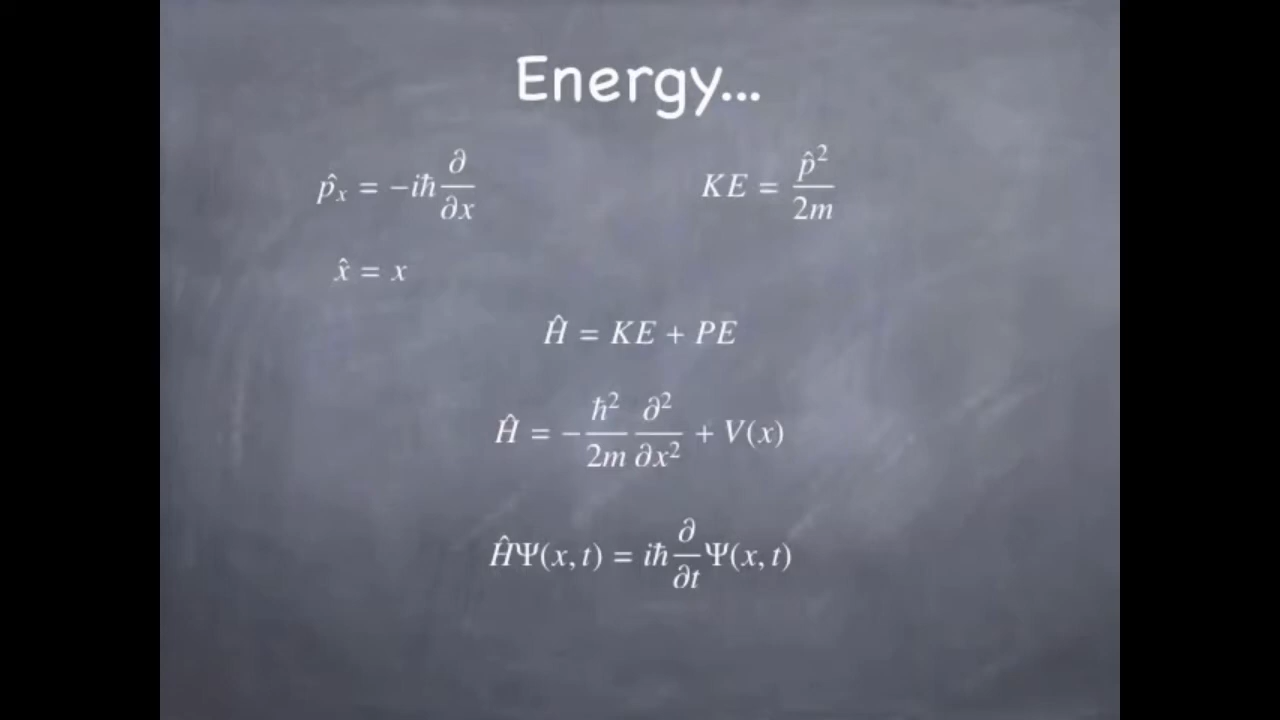 Energy...
p̂ₓ = −iħ ∂/∂x
KE = p̂²/2m
x̂ = x
Ĥ = KE + PE
Ĥ = −ħ²/2m ∂²/∂x² + V(x)
ĤΨ(x, t) = iħ ∂/∂t Ψ(x, t)